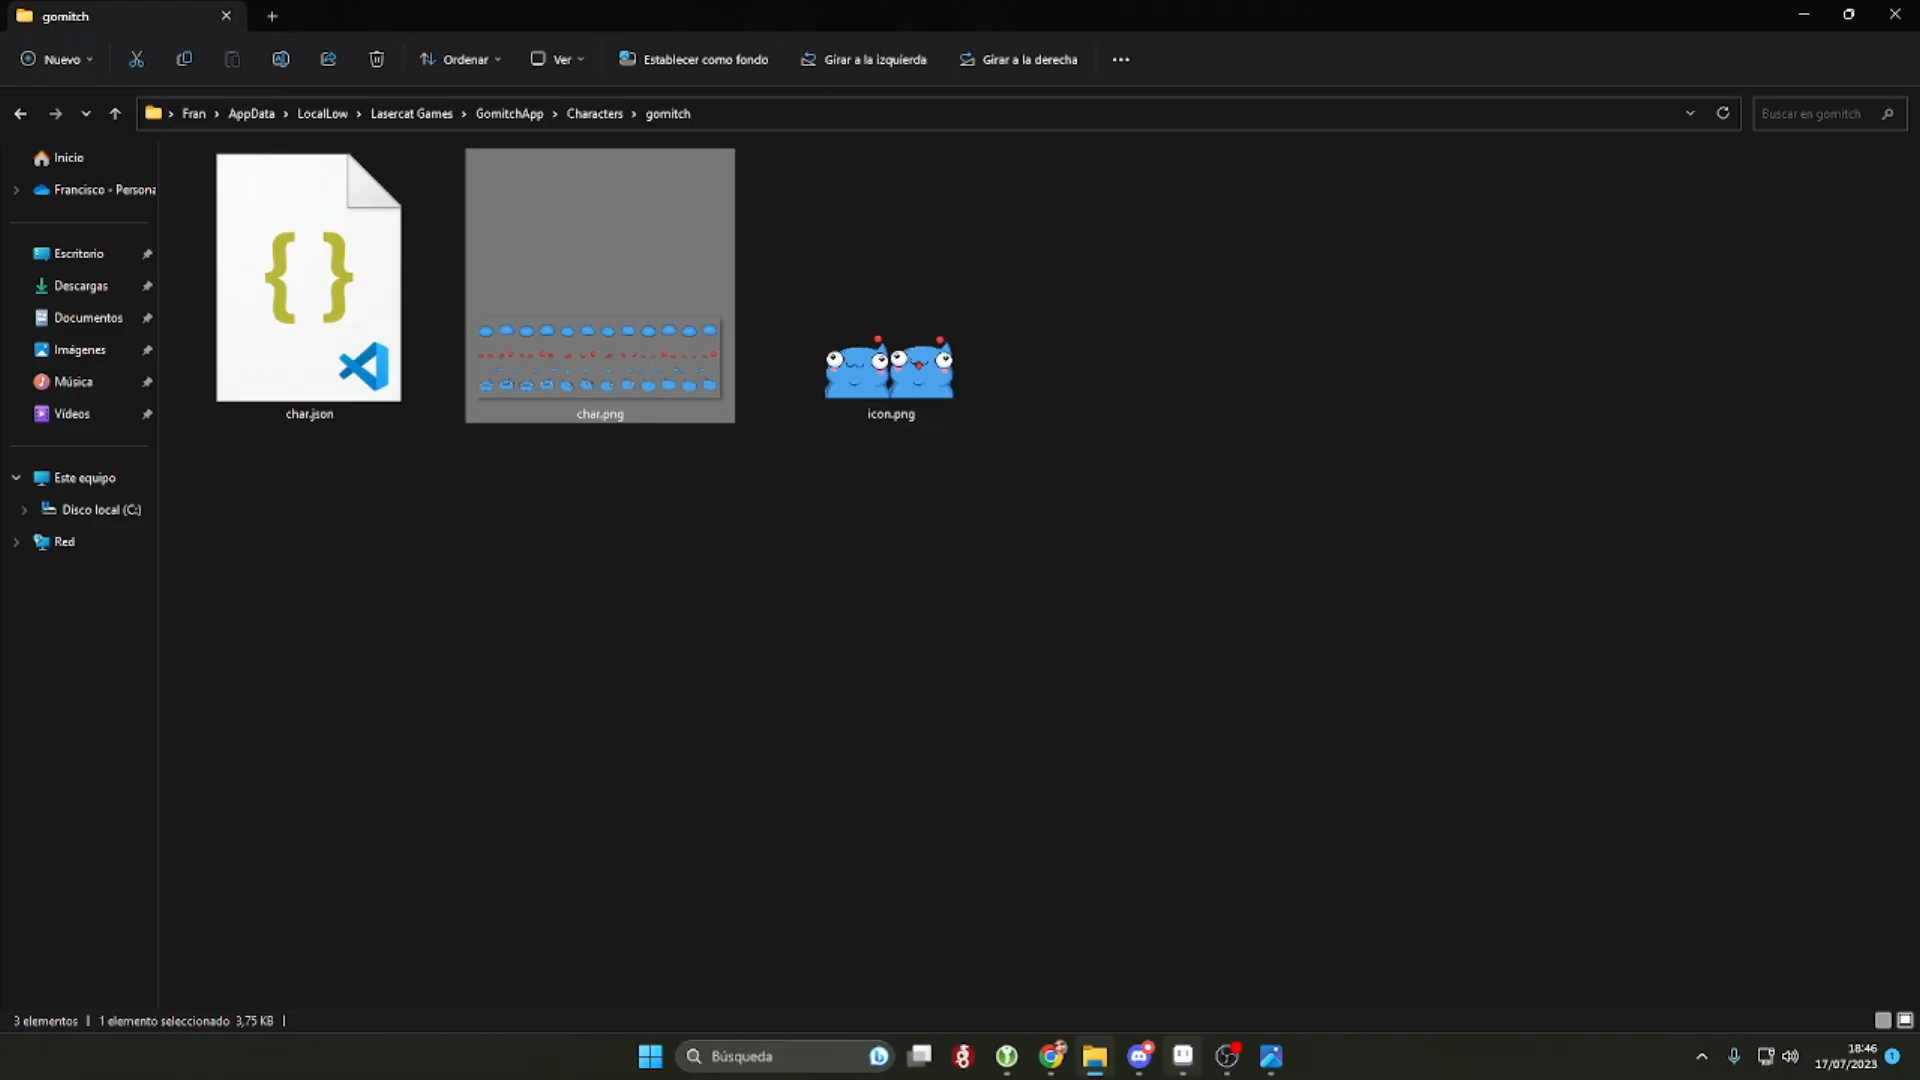 gomitch
Nuevo
Ordenar
Ver
Establecer como fondo
Girar a la izquierda
Girar a la derecha
Fran > AppData > LocalLow > Lasercat Games > GomitchApp > Characters > gomitch
Buscar en gomitch
Inicio
Francisco - Persona
Escritorio
Descargas
Documentos
Imágenes
Música
Vídeos
Este equipo
Disco local (C:)
Red
char.json
char.png
icon.png
3 elementos
1 elemento seleccionado 3,75 KB
Búsqueda
18:46
17/07/2023
1